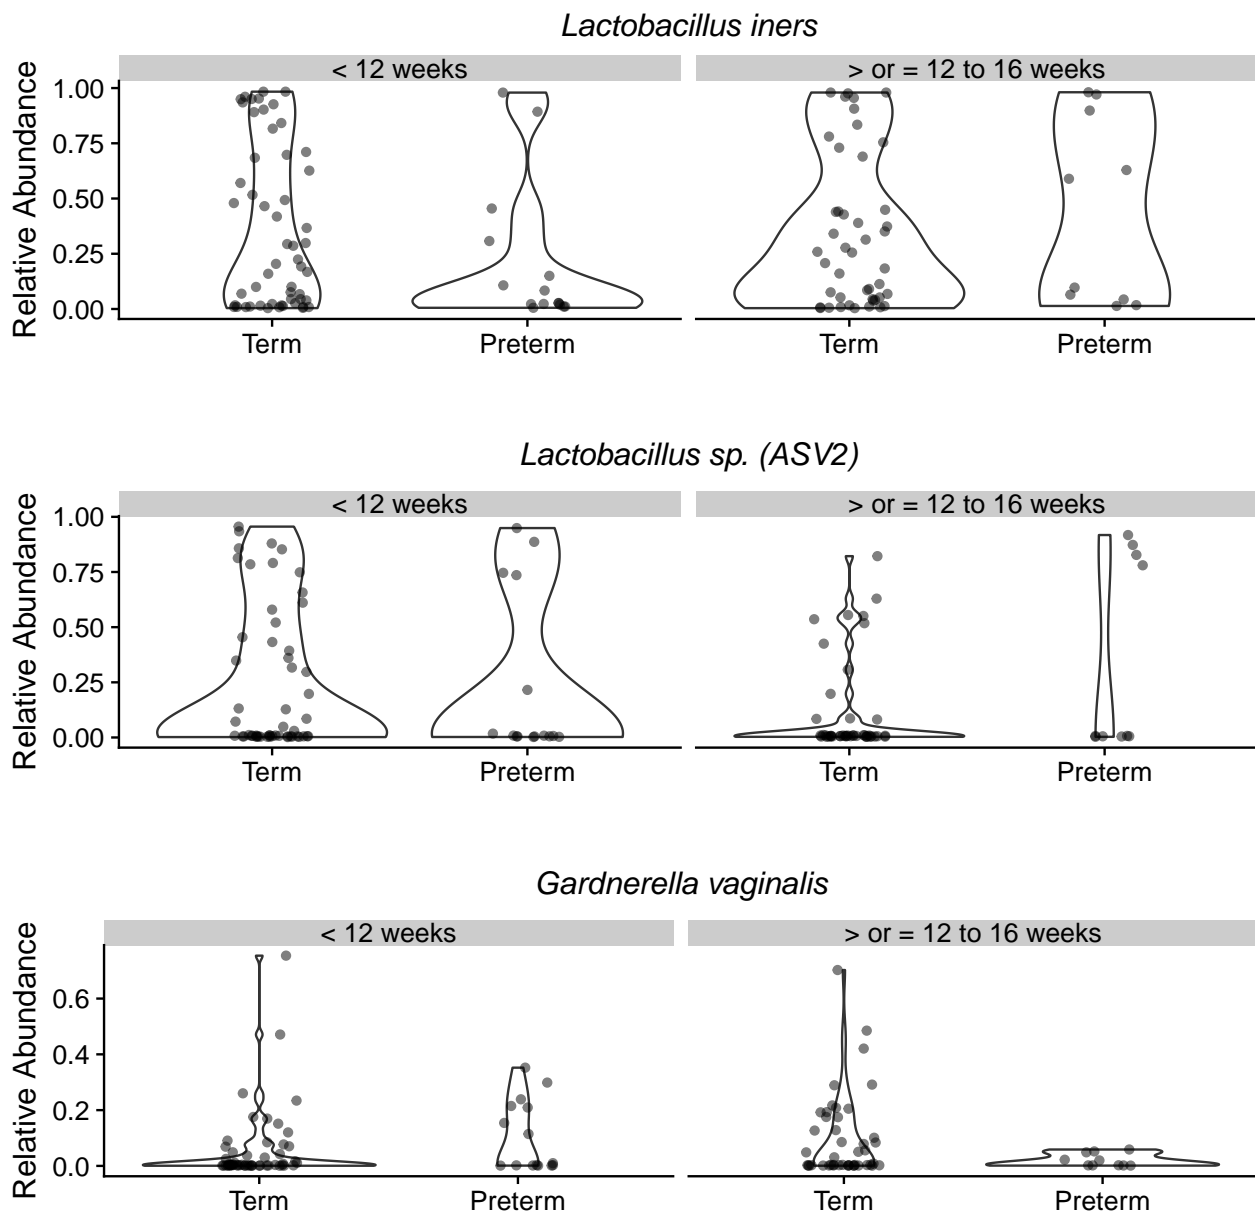 Lactobacillus iners
< 12 weeks
> or = 12 to 16 weeks
Relative Abundance
1.00
0.75
0.50
0.25
0.00
Term
Preterm
Term
Preterm
Lactobacillus sp. (ASV2)
< 12 weeks
> or = 12 to 16 weeks
Relative Abundance
1.00
0.75
0.50
0.25
0.00
Term
Preterm
Term
Preterm
Gardnerella vaginalis
< 12 weeks
> or = 12 to 16 weeks
Relative Abundance
0.6
0.4
0.2
0.0
Term
Preterm
Term
Preterm